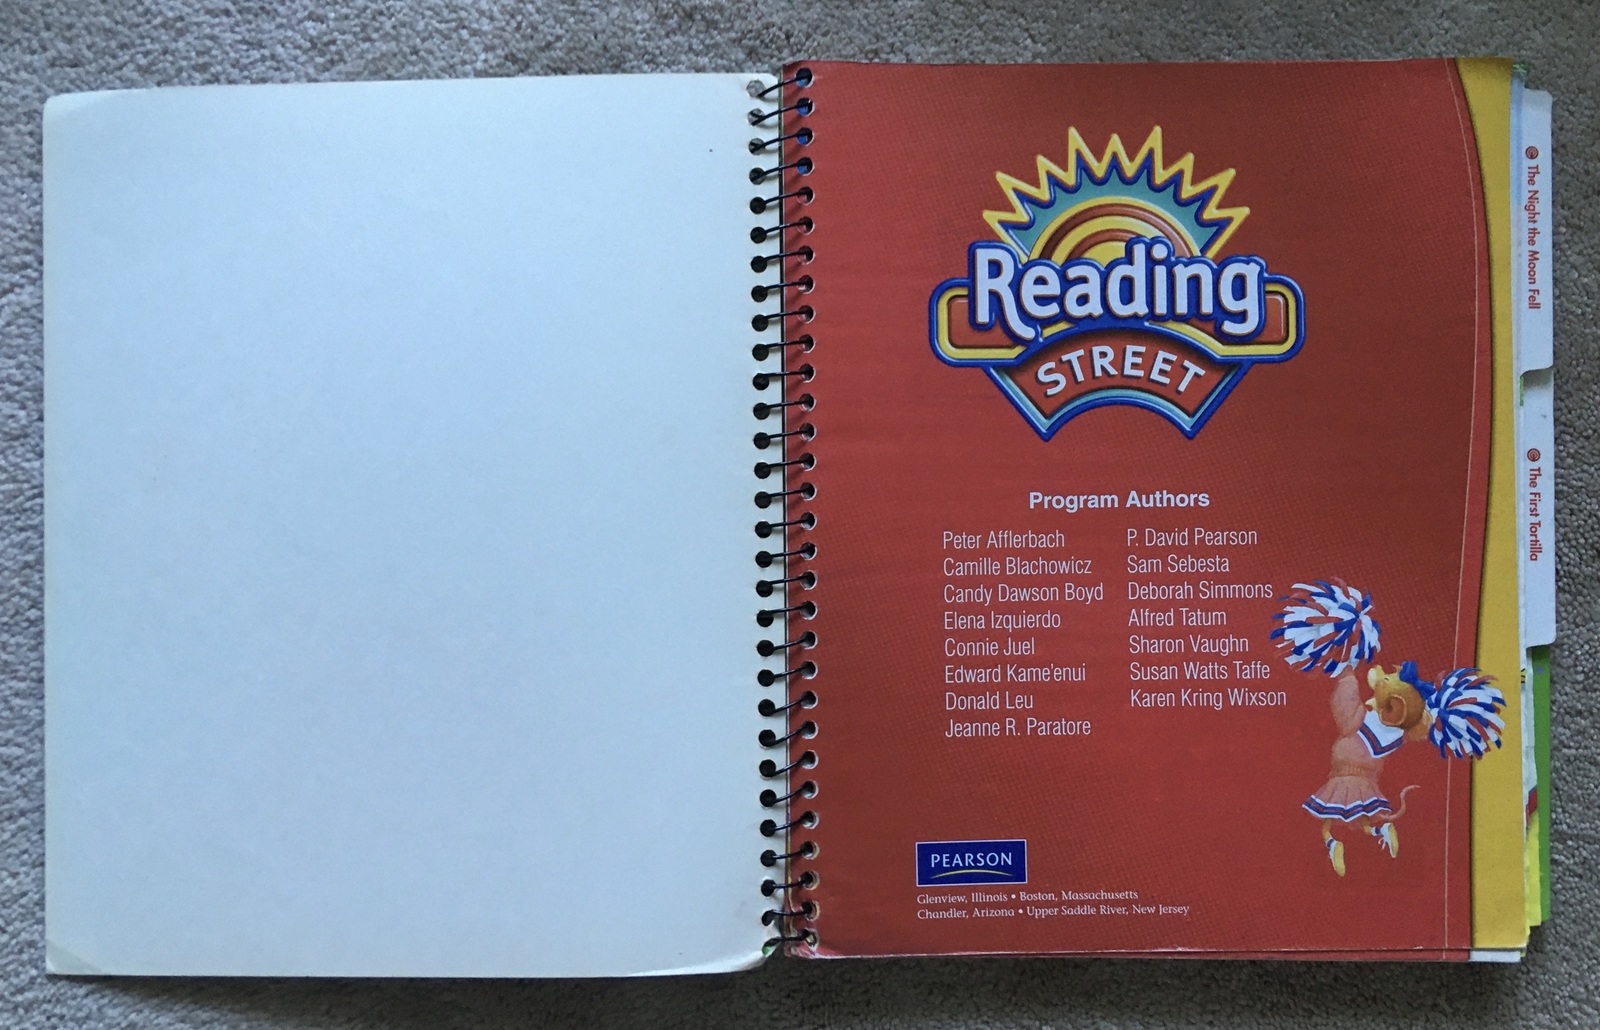 Reading
STREET
Program Authors
Peter Afflerbach
Camille Blachowicz
Candy Dawson Boyd
Elena Izquierdo
Connie Juel
Edward Kame'enui
Donald Leu
Jeanne R. Paratore
P. David Pearson
Sam Sebesta
Deborah Simmons
Alfred Tatum
Sharon Vaughn
Susan Watts Taffe
Karen Kring Wixson
PEARSON
Glenview, Illinois • Boston, Massachusetts
Chandler, Arizona • Upper Saddle River, New Jersey
The Night the Moon Fell
The First Tortilla